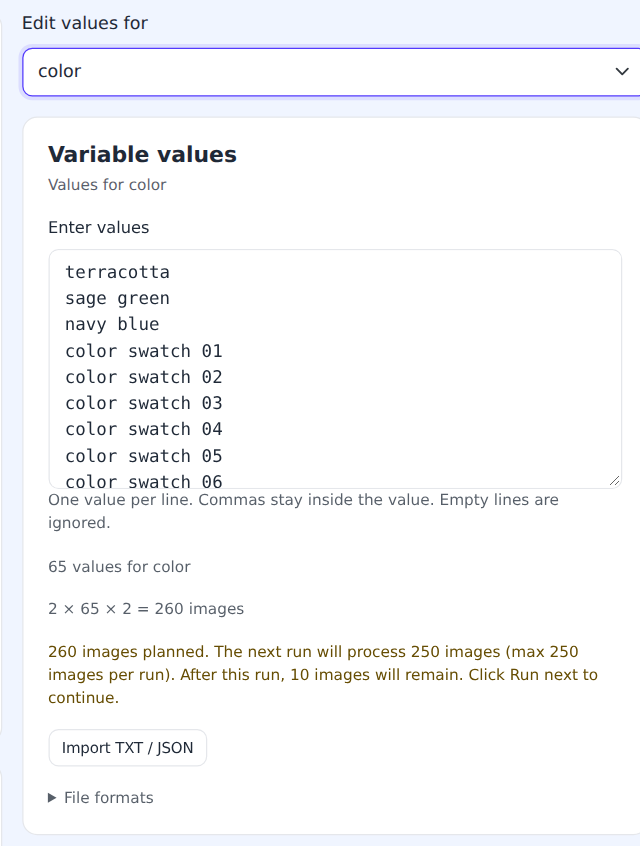 Edit values for
color
Variable values
Values for color
Enter values
terracotta
sage green
navy blue
color swatch 01
color swatch 02
color swatch 03
color swatch 04
color swatch 05
color swatch 06
One value per line. Commas stay inside the value. Empty lines are
ignored.
65 values for color
2 × 65 × 2 = 260 images
260 images planned. The next run will process 250 images (max 250
images per run). After this run, 10 images will remain. Click Run next to
continue.
Import TXT / JSON
File formats